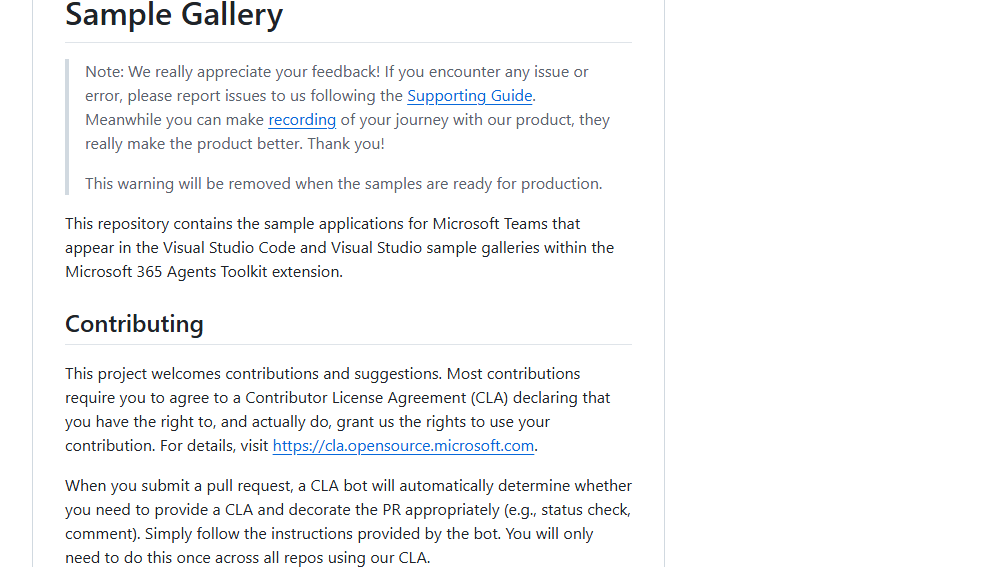 Sample Gallery
Note: We really appreciate your feedback! If you encounter any issue or
error, please report issues to us following the Supporting Guide.
Meanwhile you can make recording of your journey with our product, they
really make the product better. Thank you!
This warning will be removed when the samples are ready for production.
This repository contains the sample applications for Microsoft Teams that
appear in the Visual Studio Code and Visual Studio sample galleries within the
Microsoft 365 Agents Toolkit extension.
Contributing
This project welcomes contributions and suggestions. Most contributions
require you to agree to a Contributor License Agreement (CLA) declaring that
you have the right to, and actually do, grant us the rights to use your
contribution. For details, visit https://cla.opensource.microsoft.com.
When you submit a pull request, a CLA bot will automatically determine whether
you need to provide a CLA and decorate the PR appropriately (e.g., status check,
comment). Simply follow the instructions provided by the bot. You will only
need to do this once across all repos using our CLA.